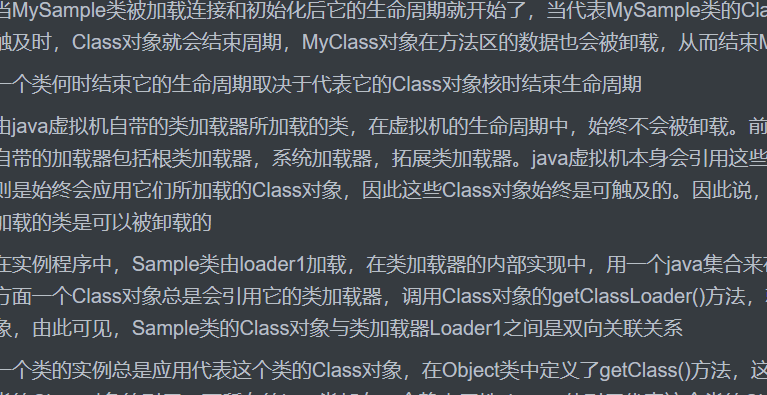 当MySample类被加载连接和初始化后它的生命周期就开始了，当代表MySample类的Cla
触及时，Class对象就会结束周期，MyClass对象在方法区的数据也会被卸载，从而结束M
一个类何时结束它的生命周期取决于代表它的Class对象核时结束生命周期
由java虚拟机自带的类加载器所加载的类，在虚拟机的生命周期中，始终不会被卸载。前
自带的加载器包括根类加载器，系统加载器，拓展类加载器。java虚拟机本身会引用这些
则是始终会应用它们所加载的Class对象，因此这些Class对象始终是可触及的。因此说，
加载的类是可以被卸载的
在实例程序中，Sample类由loader1加载，在类加载器的内部实现中，用一个java集合来
方面一个Class对象总是会引用它的类加载器，调用Class对象的getClassLoader()方法，
象，由此可见，Sample类的Class对象与类加载器Loader1之间是双向关联关系
一个类的实例总是应用代表这个类的Class对象，在Object类中定义了getClass()方法，这